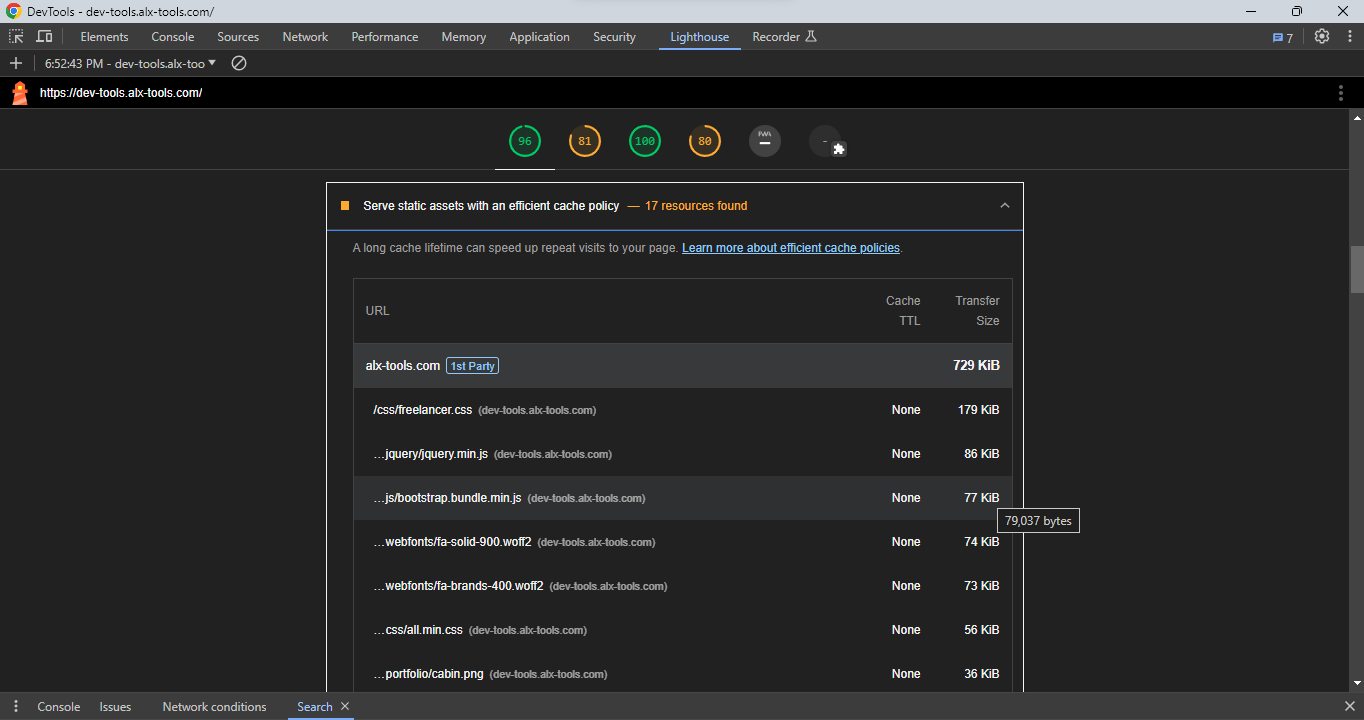 DevTools - dev-tools.alx-tools.com/
Elements Console Sources Network Performance Memory Application Security Lighthouse Recorder 7
6:52:43 PM - dev-tools.alx-too
https://dev-tools.alx-tools.com/
96 81 100 80 PWA -
Serve static assets with an efficient cache policy — 17 resources found
A long cache lifetime can speed up repeat visits to your page. Learn more about efficient cache policies.
URL Cache TTL Transfer Size
alx-tools.com 1st Party 729 KiB
/css/freelancer.css (dev-tools.alx-tools.com) None 179 KiB
…jquery/jquery.min.js (dev-tools.alx-tools.com) None 86 KiB
…js/bootstrap.bundle.min.js (dev-tools.alx-tools.com) None 77 KiB
79,037 bytes
…webfonts/fa-solid-900.woff2 (dev-tools.alx-tools.com) None 74 KiB
…webfonts/fa-brands-400.woff2 (dev-tools.alx-tools.com) None 73 KiB
…css/all.min.css (dev-tools.alx-tools.com) None 56 KiB
…portfolio/cabin.png (dev-tools.alx-tools.com) None 36 KiB
Console Issues Network conditions Search